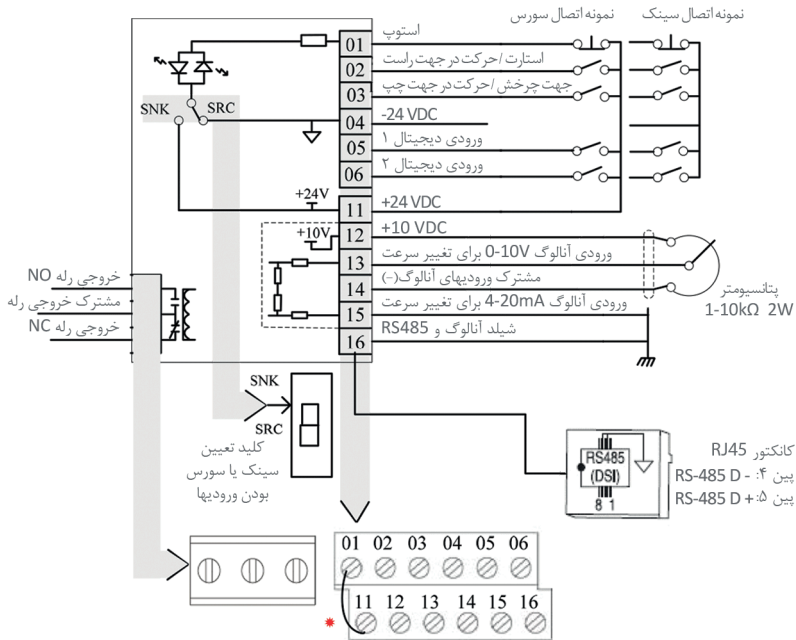 نمونه اتصال سورس
نمونه اتصال سینک
01
استوپ
02
استارت/حرکت در جهت راست
03
جهت چرخش/حرکت در جهت چپ
SNK
SRC
04
-24 VDC
05
ورودی دیجیتال ۱
06
ورودی دیجیتال ۲
+24V
11
+24 VDC
+10V
12
+10 VDC
13
ورودی آنالوگ 0-10V برای تغییر سرعت
14
مشترک ورودیهای آنالوگ(-)
15
ورودی آنالوگ 4-20mA برای تغییر سرعت
16
شیلد آنالوگ و RS485
پتانسیومتر
1-10kΩ 2W
خروجی رله NO
مشترک خروجی رله
خروجی رله NC
SNK
SRC
کلید تعیین
سینک یا سورس
بودن ورودیها
RS485
(DSI)
8 1
کانکتور RJ45
پین ۴: - RS-485 D
پین ۵: + RS-485 D
01 02 03 04 05 06
11 12 13 14 15 16